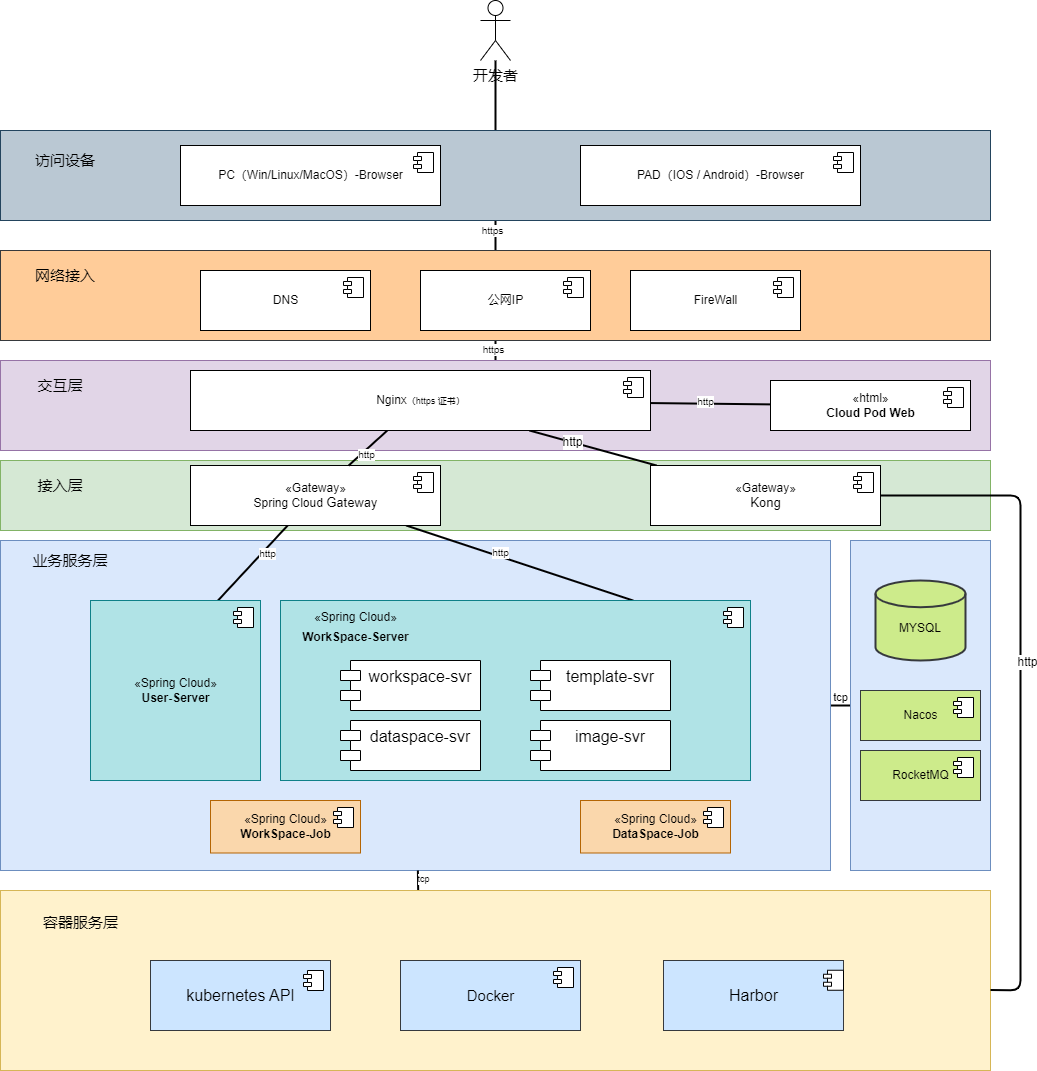 开发者
访问设备
PC（Win/Linux/MacOS）-Browser
PAD（IOS / Android）-Browser
https
网络接入
DNS
公网IP
FireWall
https
交互层
Nginx（https 证书）
http
«html»
Cloud Pod Web
http
http
接入层
«Gateway»
Spring Cloud Gateway
«Gateway»
Kong
http
http
业务服务层
«Spring Cloud»
User-Server
«Spring Cloud»
WorkSpace-Server
workspace-svr
template-svr
dataspace-svr
image-svr
«Spring Cloud»
WorkSpace-Job
«Spring Cloud»
DataSpace-Job
tcp
MYSQL
Nacos
RocketMQ
http
tcp
容器服务层
kubernetes API
Docker
Harbor